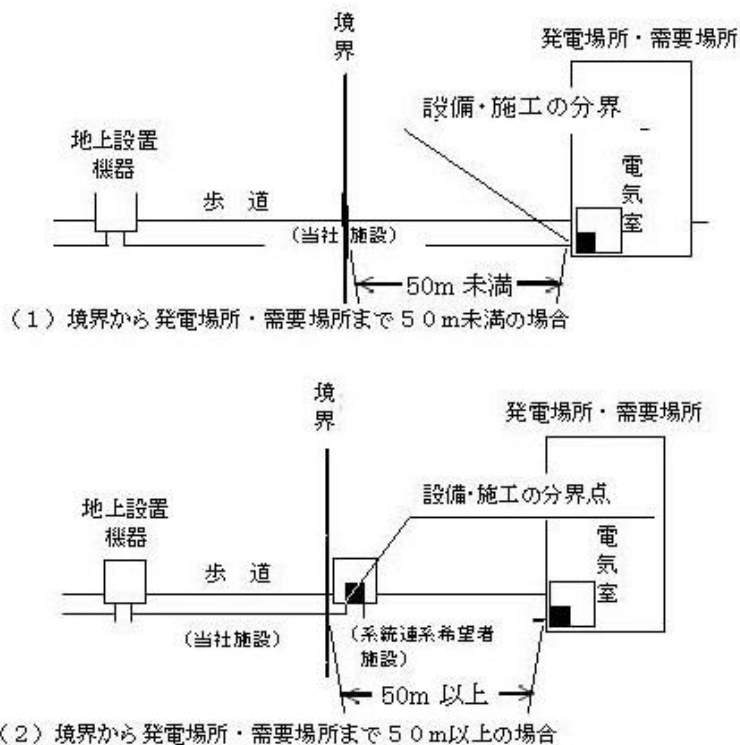 境界
発電場所・需要場所
設備・施工の分界
地上設置
機器
電気室
歩 道
(当社 施設)
50m 未満
(1)境界から発電場所・需要場所まで50m未満の場合
境界
発電場所・需要場所
設備・施工の分界点
地上設置
機器
電気室
歩 道
(当社施設)
(系統連系希望者
施設)
50m 以上
(2)境界から発電場所・需要場所まで50m以上の場合